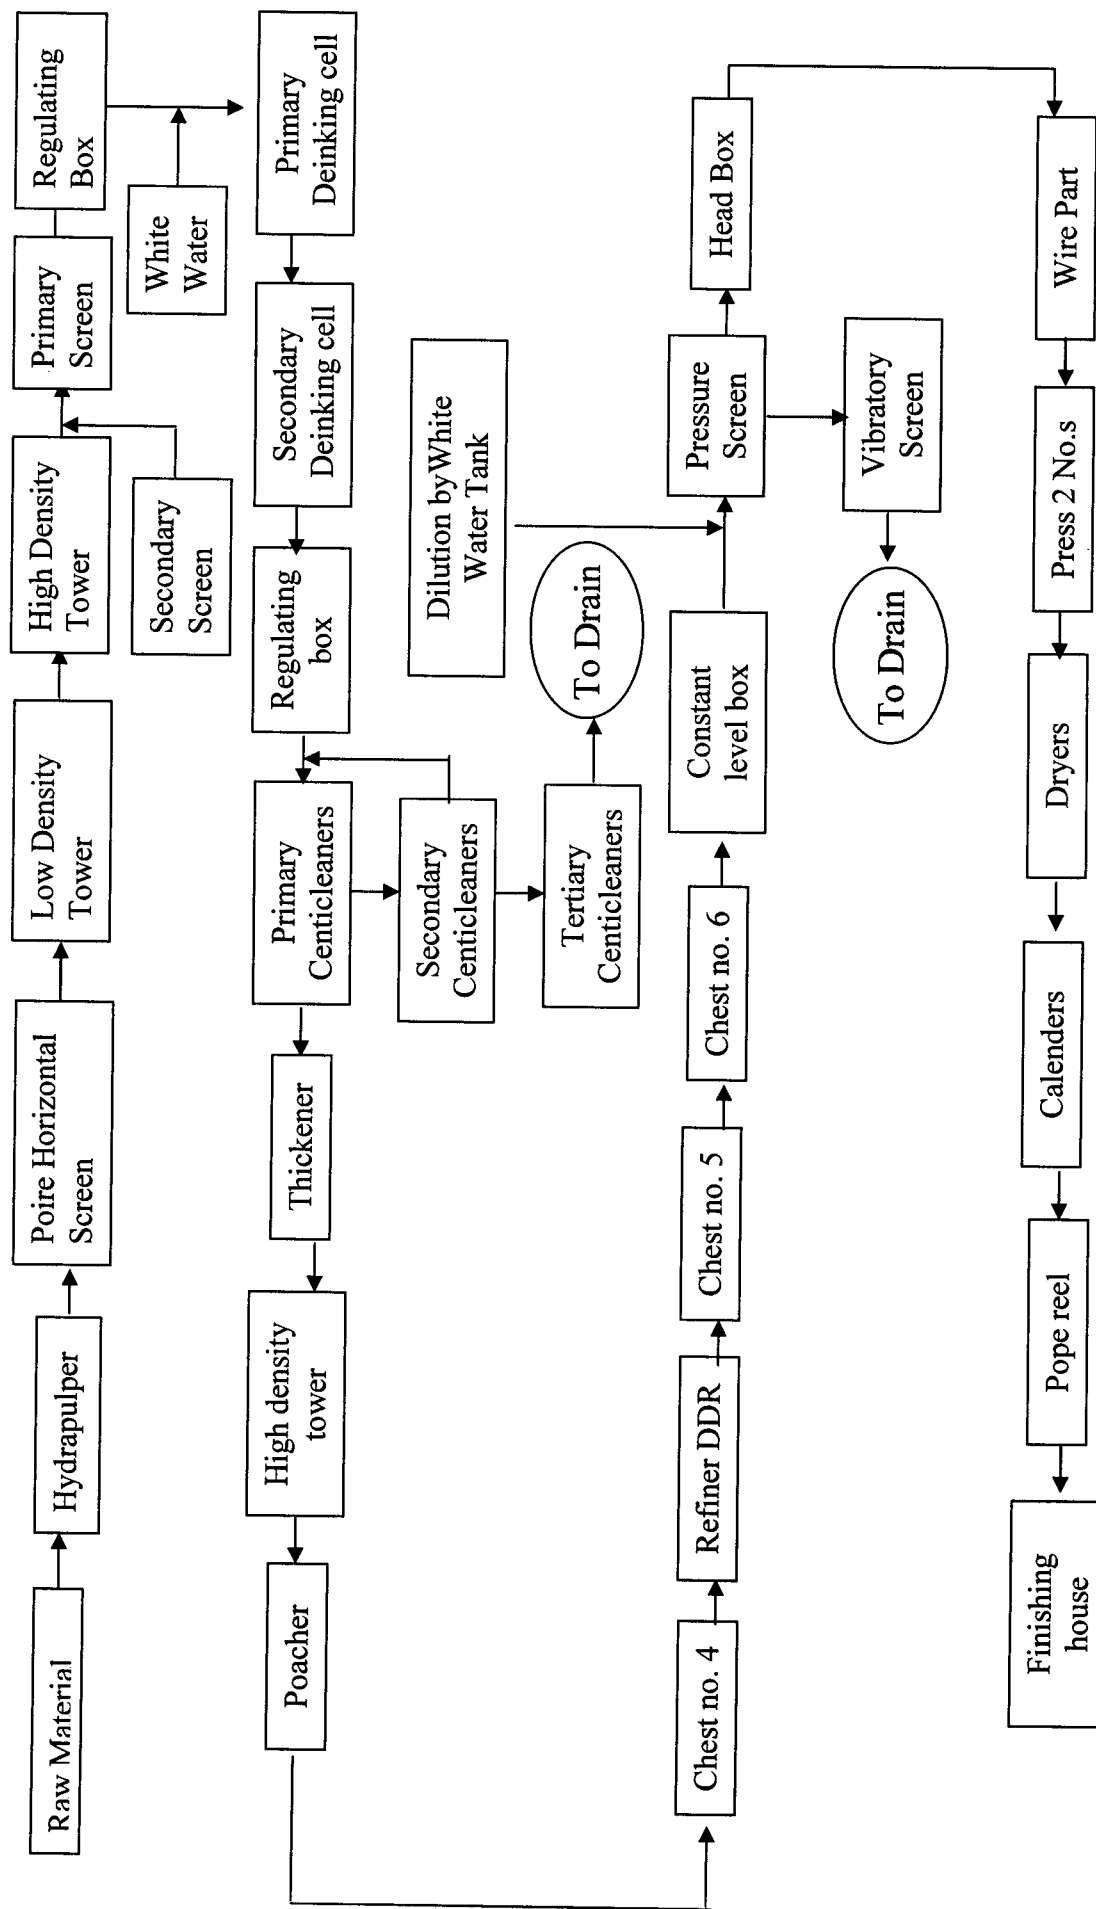 Raw Material
Hydrapulper
Poire Horizontal
Screen
Low Density
Tower
High Density
Tower
Secondary
Screen
Primary
Screen
Regulating
Box
White
Water
Primary
Deinking cell
Secondary
Deinking cell
Regulating
box
Primary
Centicleaners
Secondary
Centicleaners
Tertiary
Centicleaners
To Drain
Thickener
High density
tower
Poacher
Chest no. 4
Refiner DDR
Chest no. 5
Chest no. 6
Constant
level box
Dilution by White
Water Tank
Pressure
Screen
Vibratory
Screen
To Drain
Head Box
Wire Part
Press 2 No.s
Dryers
Calenders
Pope reel
Finishing
house